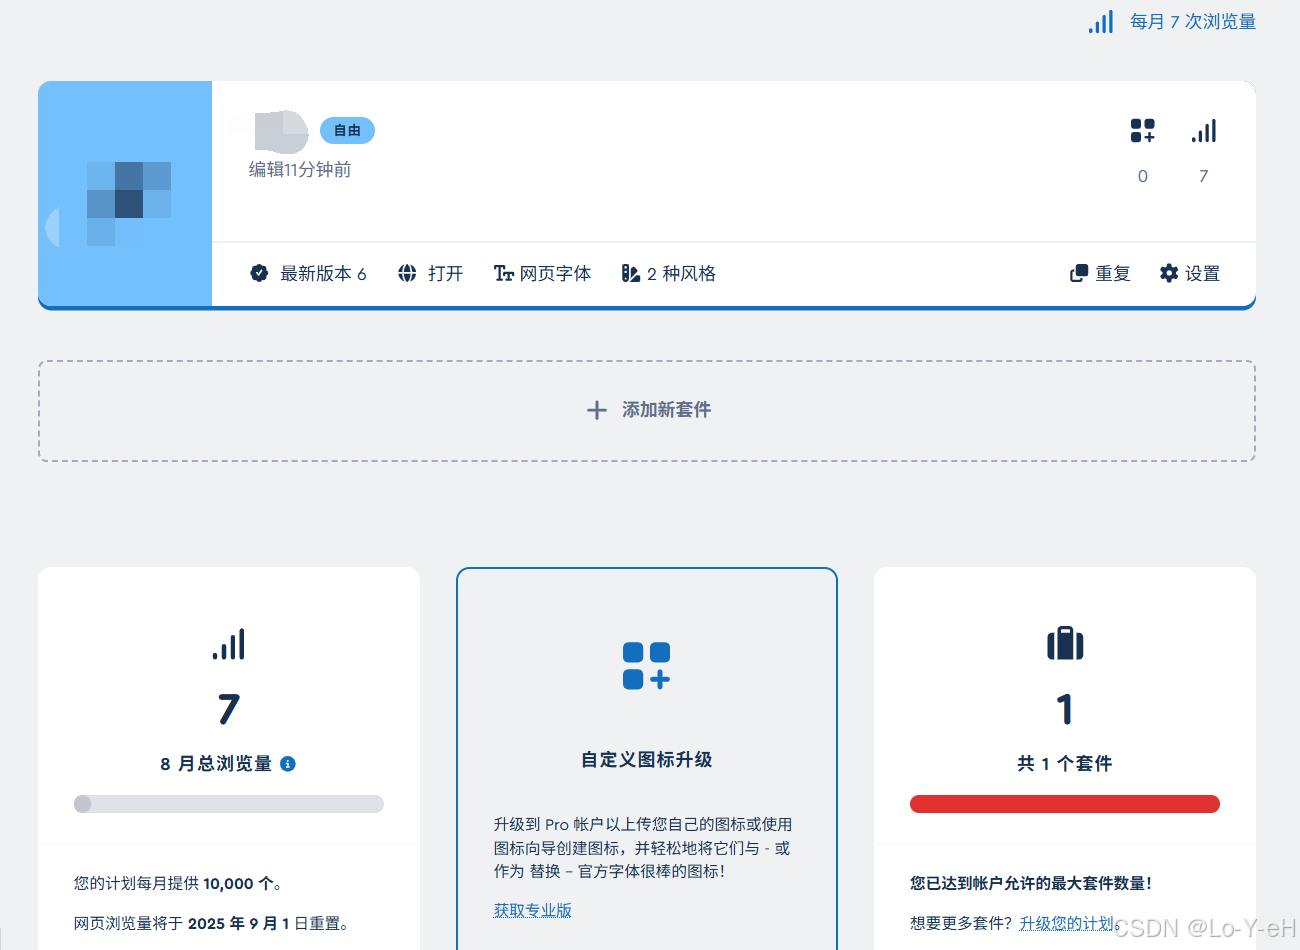 每月 7 次浏览量
自由
编辑11分钟前
0
7
最新版本 6
打开
网页字体
2 种风格
重复
设置
添加新套件
7
8 月总浏览量
您的计划每月提供 10,000 个。
网页浏览量将于 2025 年 9 月 1 日重置。
自定义图标升级
升级到 Pro 帐户以上传您自己的图标或使用
图标向导创建图标，并轻松地将它们与 - 或
作为 替换 – 官方字体很棒的图标！
获取专业版
1
共 1 个套件
您已达到帐户允许的最大套件数量！
想要更多套件？升级您的计划。
CSDN @Lo-Y-eH